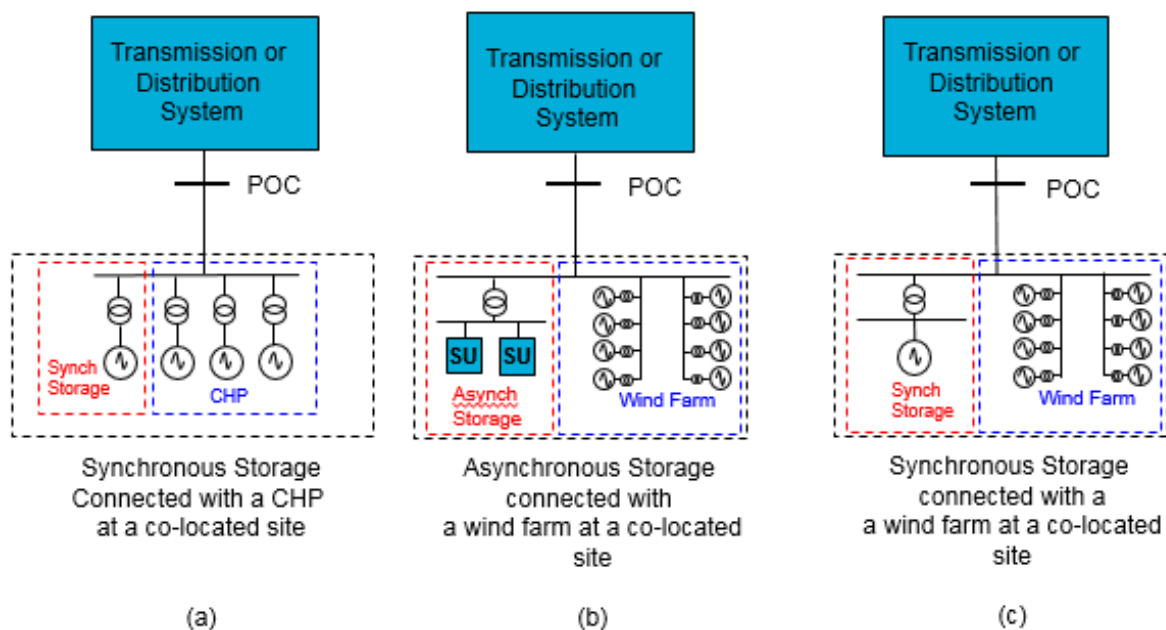 Transmission or
Distribution
System
POC
Synch
Storage
CHP
Synchronous Storage
Connected with a CHP
at a co-located site
(a)
Transmission or
Distribution
System
POC
SU
SU
Asynch
Storage
Wind Farm
Asynchronous Storage
connected with
a wind farm at a co-located
site
(b)
Transmission or
Distribution
System
POC
Synch
Storage
Wind Farm
Synchronous Storage
connected with a
a wind farm at a co-located
site
(c)